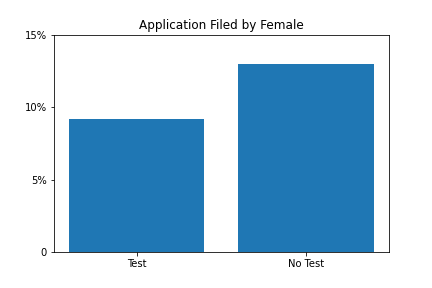 Application Filed by Female
15%
10%
5%
0
Test No Test